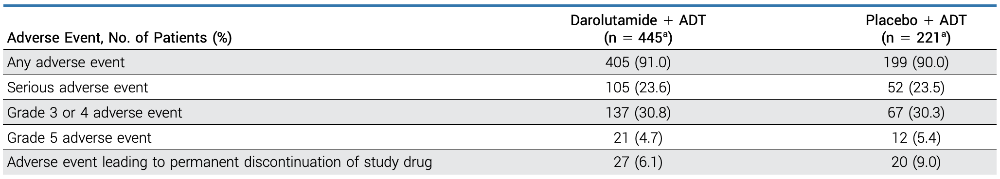 Darolutamide + ADT Placebo + ADT
Adverse Event, No. of Patients (%) (n = 445ᵃ) (n = 221ᵃ)
Any adverse event 405 (91.0) 199 (90.0)
Serious adverse event 105 (23.6) 52 (23.5)
Grade 3 or 4 adverse event 137 (30.8) 67 (30.3)
Grade 5 adverse event 21 (4.7) 12 (5.4)
Adverse event leading to permanent discontinuation of study drug 27 (6.1) 20 (9.0)